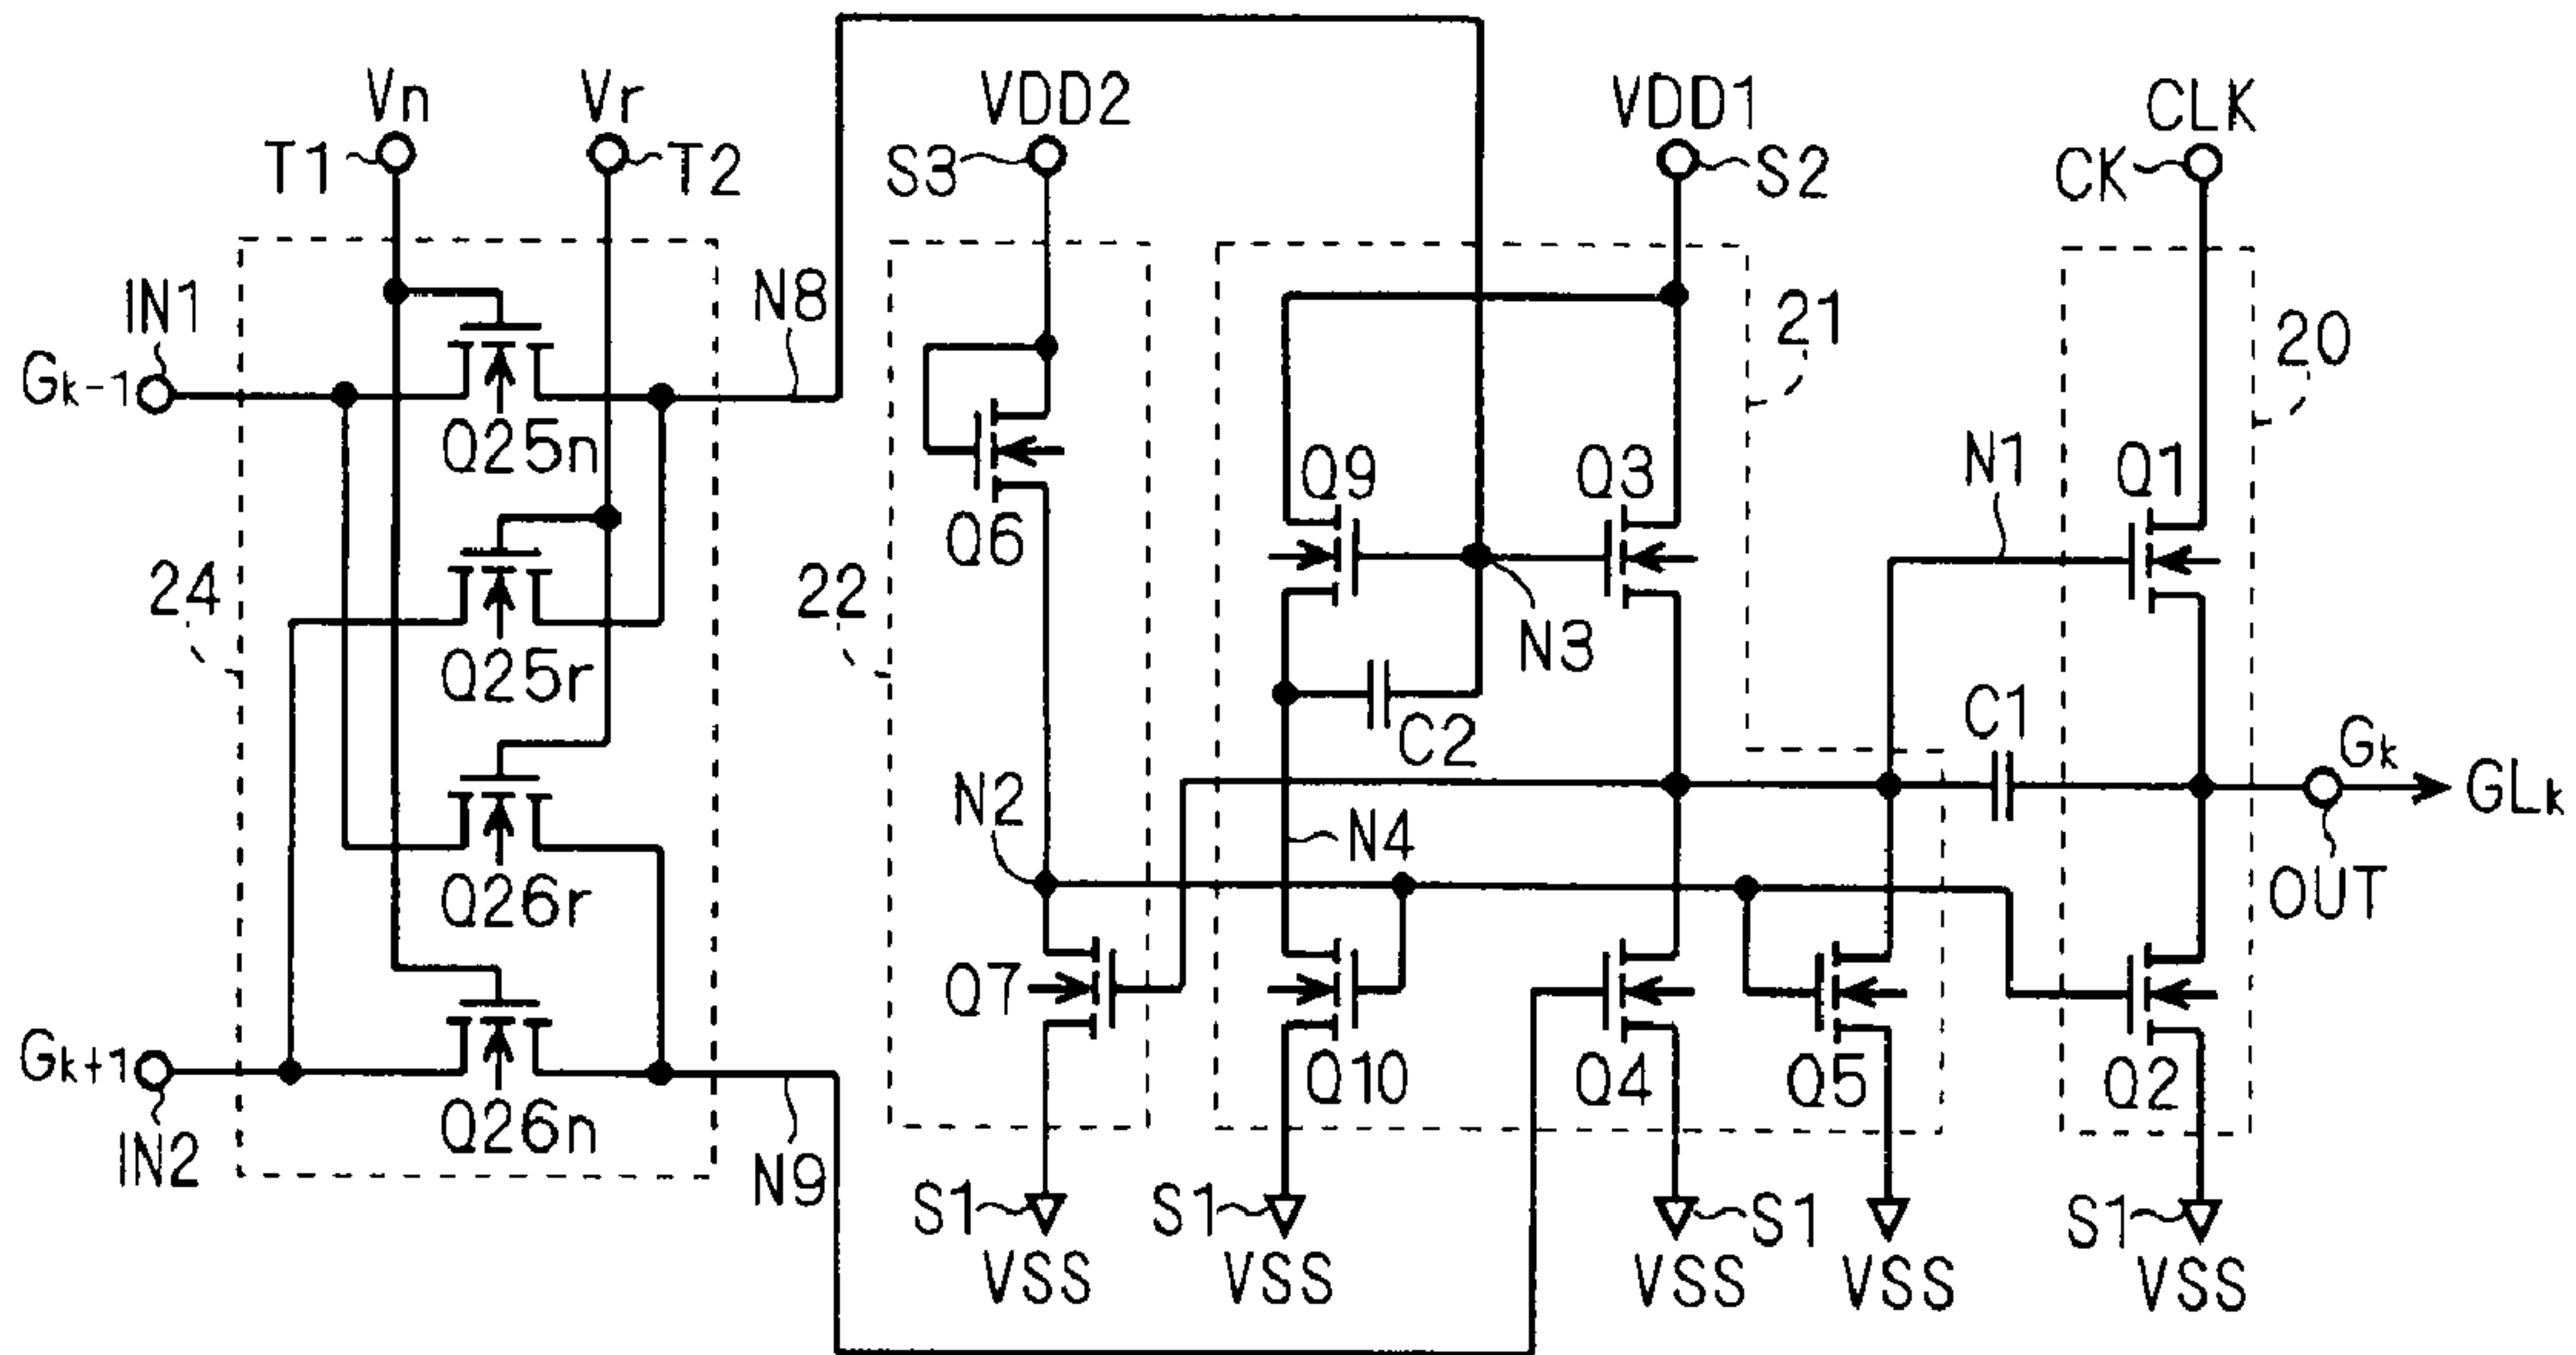 Vn
Vr
VDD2
VDD1
CLK
T1
T2
S3
S2
CK
IN1
N8
21
20
Gk-1
Q25n
Q9
Q3
N1
Q1
Q6
24
22
N3
Q25r
C2
C1
Gk
GLk
N2
N4
Q26r
OUT
Q7
Gk+1
Q10
Q4
Q5
Q2
Q26n
IN2
N9
S1
S1
S1
S1
VSS
VSS
VSS
VSS
VSS